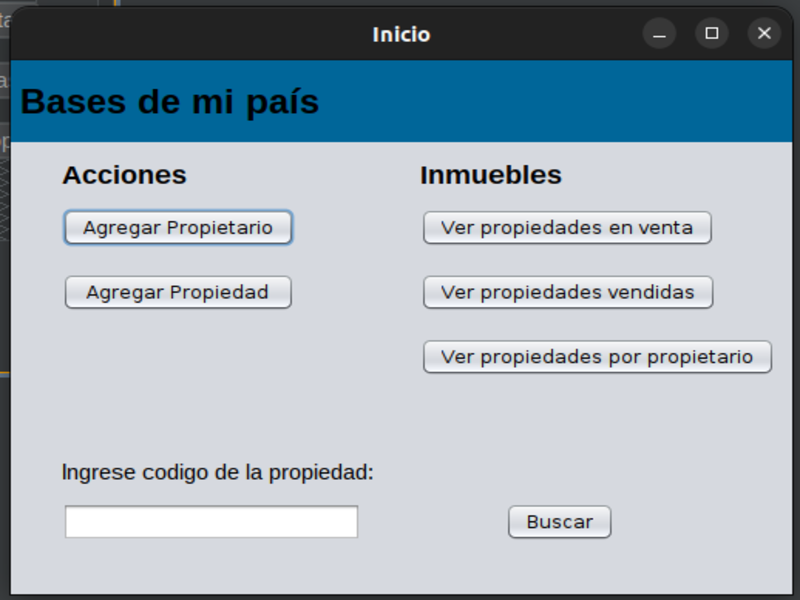 Inicio
Bases de mi país
Acciones
Inmuebles
Agregar Propietario
Ver propiedades en venta
Agregar Propiedad
Ver propiedades vendidas
Ver propiedades por propietario
Ingrese codigo de la propiedad:
Buscar